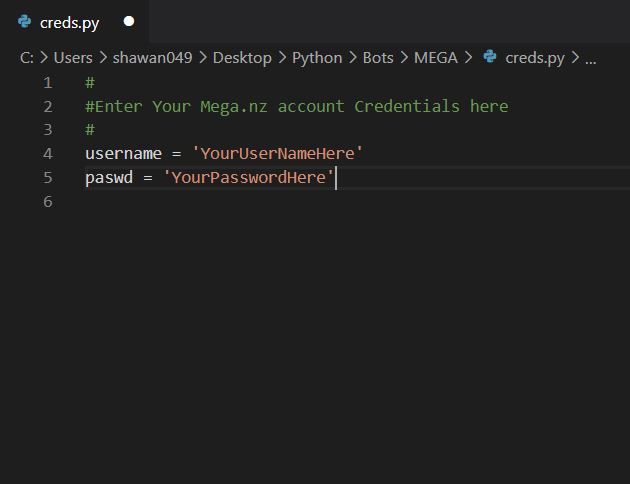 creds.py
C: > Users > shawan049 > Desktop > Python > Bots > MEGA > creds.py > ...
1 #
2 #Enter Your Mega.nz account Credentials here
3 #
4 username = 'YourUserNameHere'
5 paswd = 'YourPasswordHere'
6